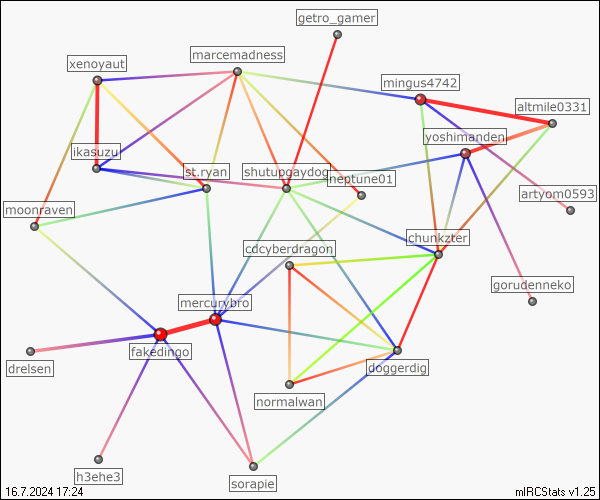 getro_gamer
marcemadness
xenoyaut
mingus4742
altmile0331
yoshimanden
ikasuzu
st.ryan
shutupgaydog
neptune01
artyom0593
moonraven
chunkzter
cdcyberdragon
gorudenneko
mercurybro
fakedingo
drelsen
doggerdig
normalwan
h3ehe3
sorapie
16.7.2024 17:24
mIRCStats v1.25